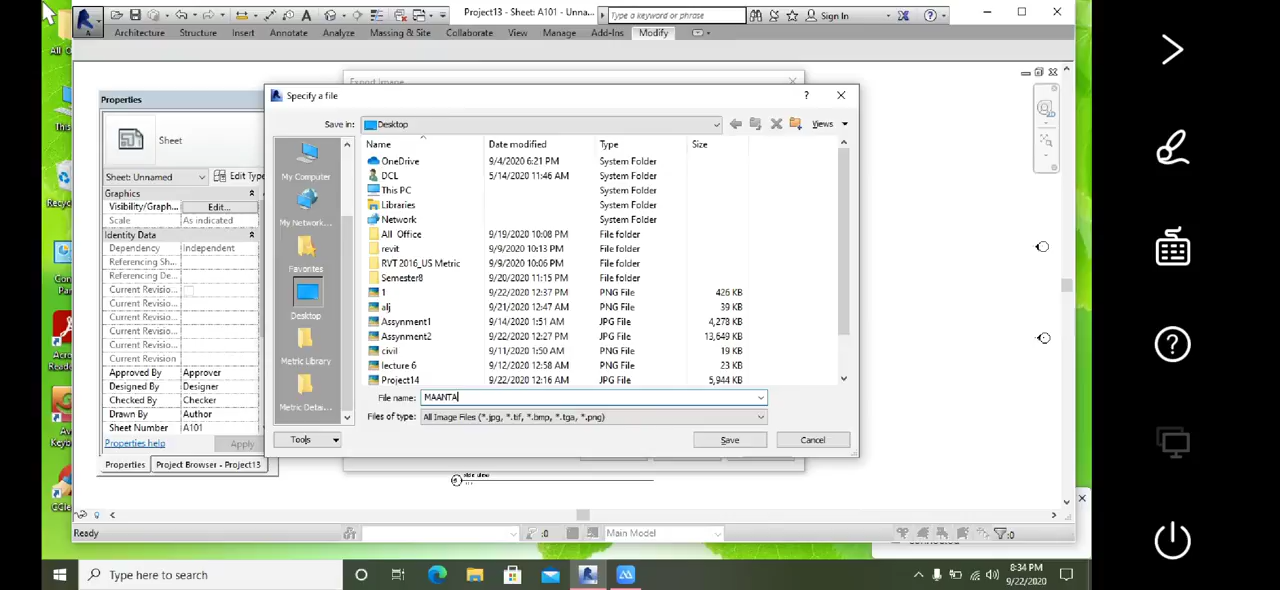 Project13 - Sheet: A101 - Unna...
Type a keyword or phrase
Sign In
Architecture Structure Insert Annotate Analyze Massing & Site Collaborate View Manage Add-Ins Modify
Export Image
Properties
Sheet
Sheet: Unnamed
Edit Type
Graphics
Visibility/Graph...
Edit...
Scale
As indicated
Identity Data
Dependency
Independent
Referencing Sh...
Referencing De...
Current Revisio...
Current Revisio...
Current Revisio...
Current Revisio...
Current Revisio...
Current Revision
Approved By
Approver
Designed By
Designer
Checked By
Checker
Drawn By
Author
Sheet Number
A101
Properties help
Apply
Properties
Project Browser - Project13
Specify a file
Save in:
Desktop
Views
My Computer
My Network...
Favorites
Desktop
Metric Library
Metric Detai...
Name Date modified Type Size
OneDrive 9/4/2020 6:21 PM System Folder
DCL 5/14/2020 11:46 AM System Folder
This PC System Folder
Libraries System Folder
Network System Folder
All Office 9/19/2020 10:08 PM File folder
revit 9/9/2020 10:13 PM File folder
RVT 2016_US Metric 9/9/2020 10:06 PM File folder
Semester8 9/20/2020 11:15 PM File folder
1 9/22/2020 12:37 PM PNG File 426 KB
alj 9/21/2020 12:47 AM PNG File 39 KB
Assynment1 9/14/2020 1:51 AM JPG File 4,278 KB
Assynment2 9/22/2020 12:27 PM JPG File 13,649 KB
civil 9/11/2020 1:50 AM PNG File 19 KB
lecture 6 9/12/2020 12:58 AM PNG File 23 KB
Project14 9/22/2020 12:16 AM JPG File 5,944 KB
File name:
MAANTA
Files of type:
All Image Files (*.jpg, *.tif, *.bmp, *.tga, *.png)
Tools
Save
Cancel
Ready
:0
Main Model
:0
Type here to search
8:34 PM
9/22/2020